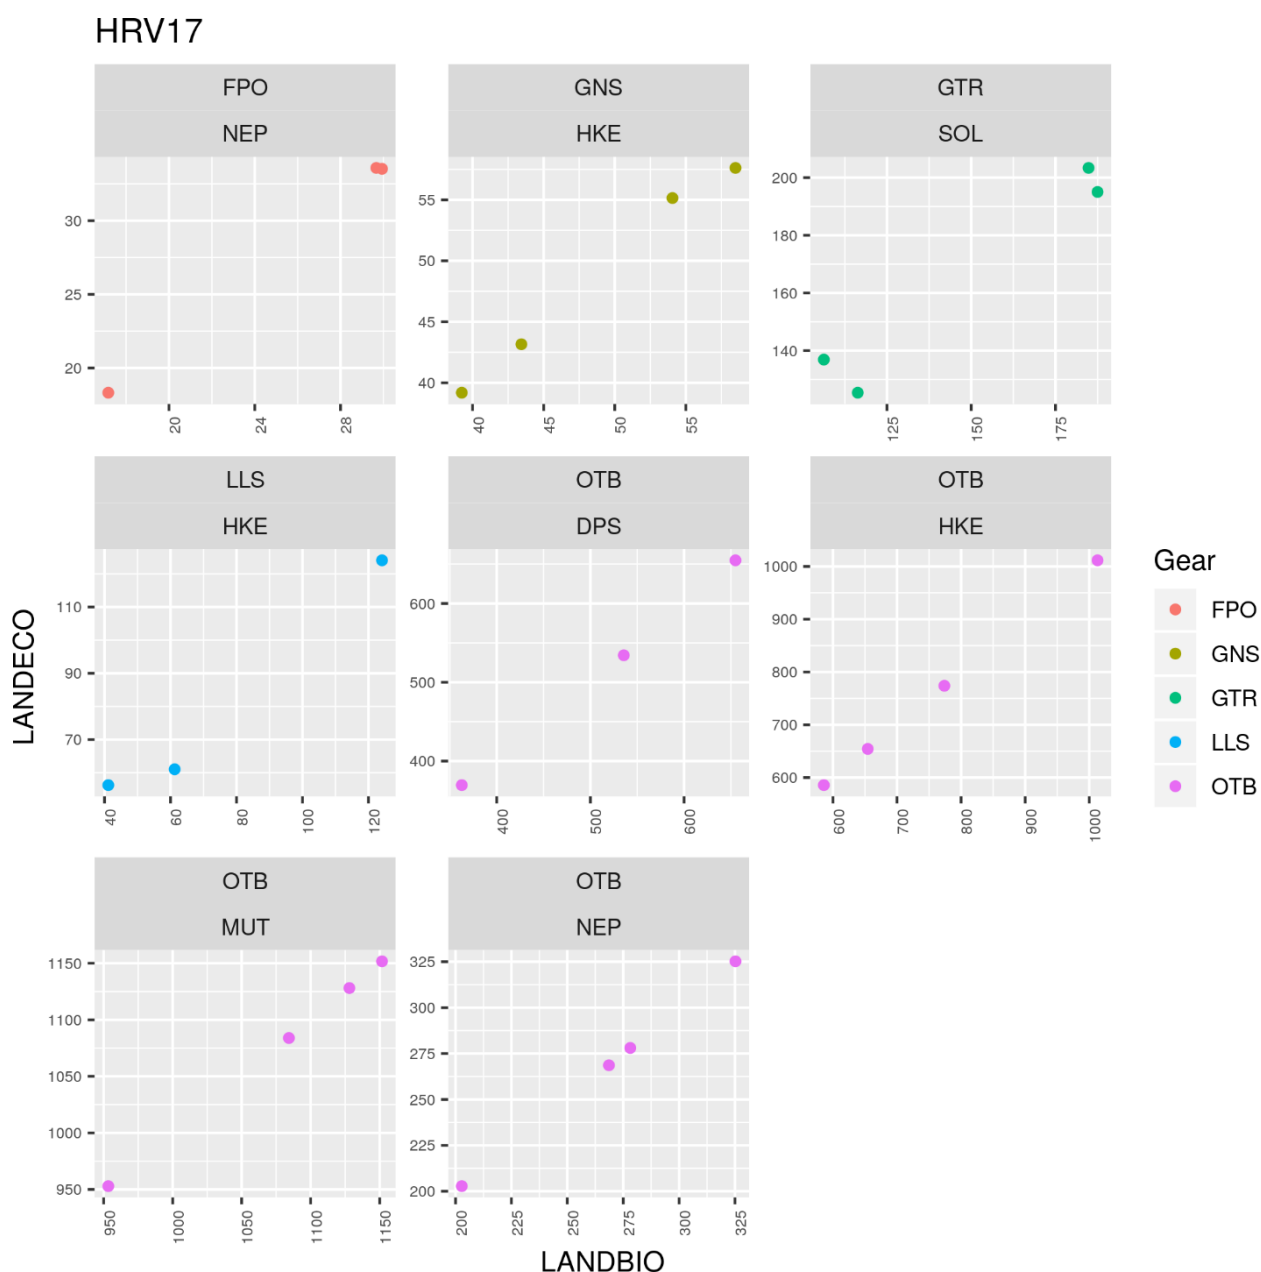 HRV17
FPO
NEP
GNS
HKE
GTR
SOL
30
25
20
20
24
28
55
50
45
40
40
45
50
55
200
180
160
140
125
150
175
LLS
HKE
OTB
DPS
OTB
HKE
110
90
70
40
60
80
100
120
600
500
400
400
500
600
1000
900
800
700
600
600
700
800
900
1000
OTB
MUT
OTB
NEP
1150
1100
1050
1000
950
950
1000
1050
1100
1150
325
300
275
250
225
200
200
225
250
275
300
325
LANDECO
LANDBIO
Gear
FPO
GNS
GTR
LLS
OTB